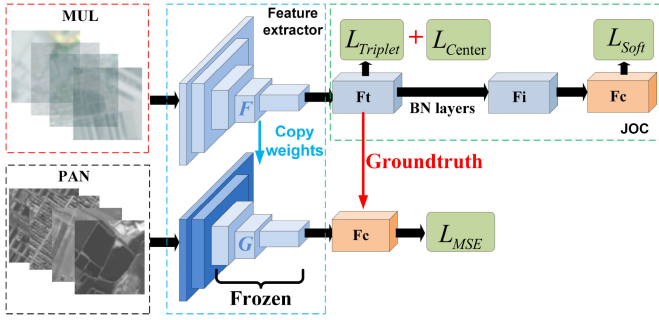 MUL
Feature
extractor
L_Triplet + L_Center
L_Soft
F
Ft
BN layers
Fi
Fc
JOC
Copy
weights
Groundtruth
PAN
G
Fc
L_MSE
Frozen